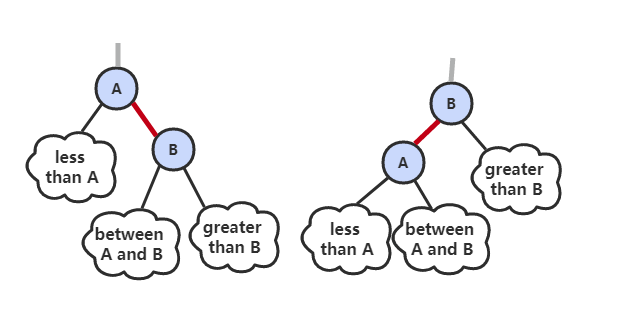 A
B
less
than A
between
A and B
greater
than B
B
A
greater
than B
less
than A
between
A and B